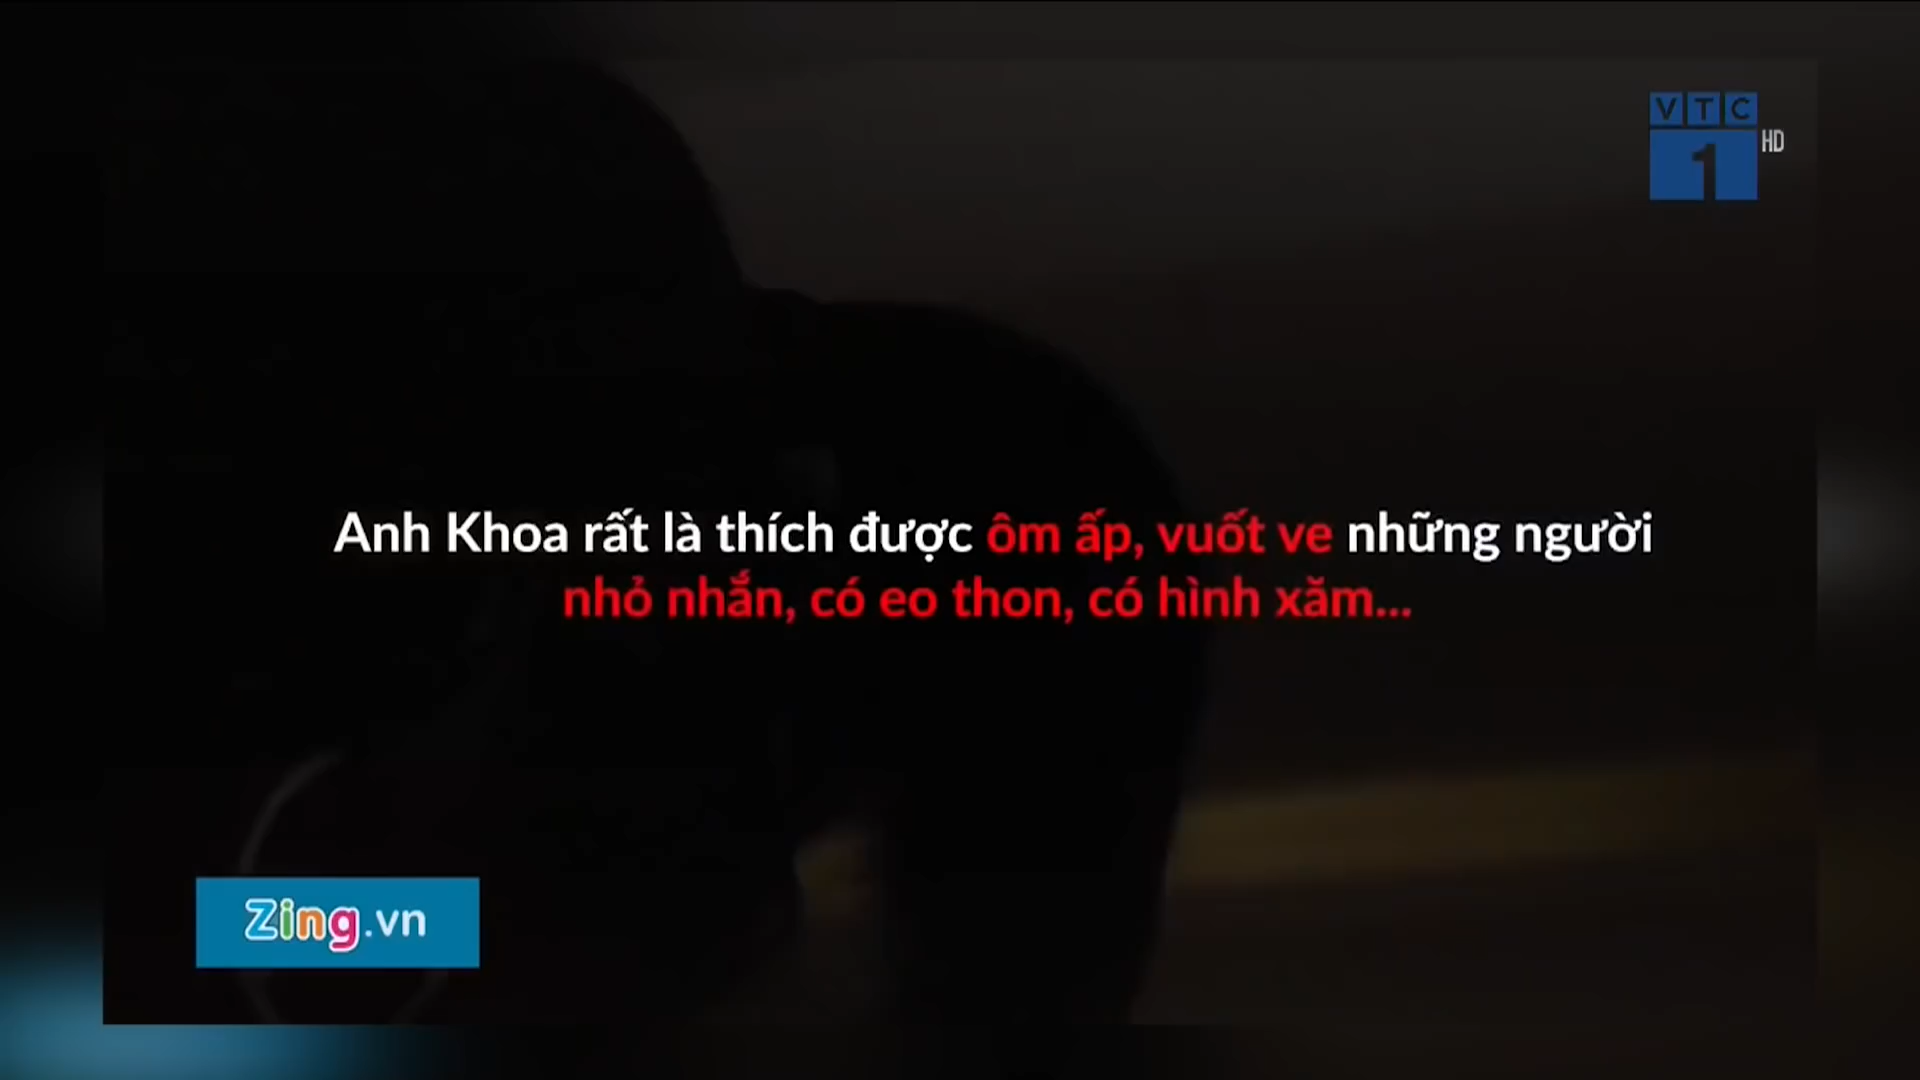 VTC
1 HD
Anh Khoa rất là thích được ôm ấp, vuốt ve những người
nhỏ nhắn, có eo thon, có hình xăm...
Zing.vn